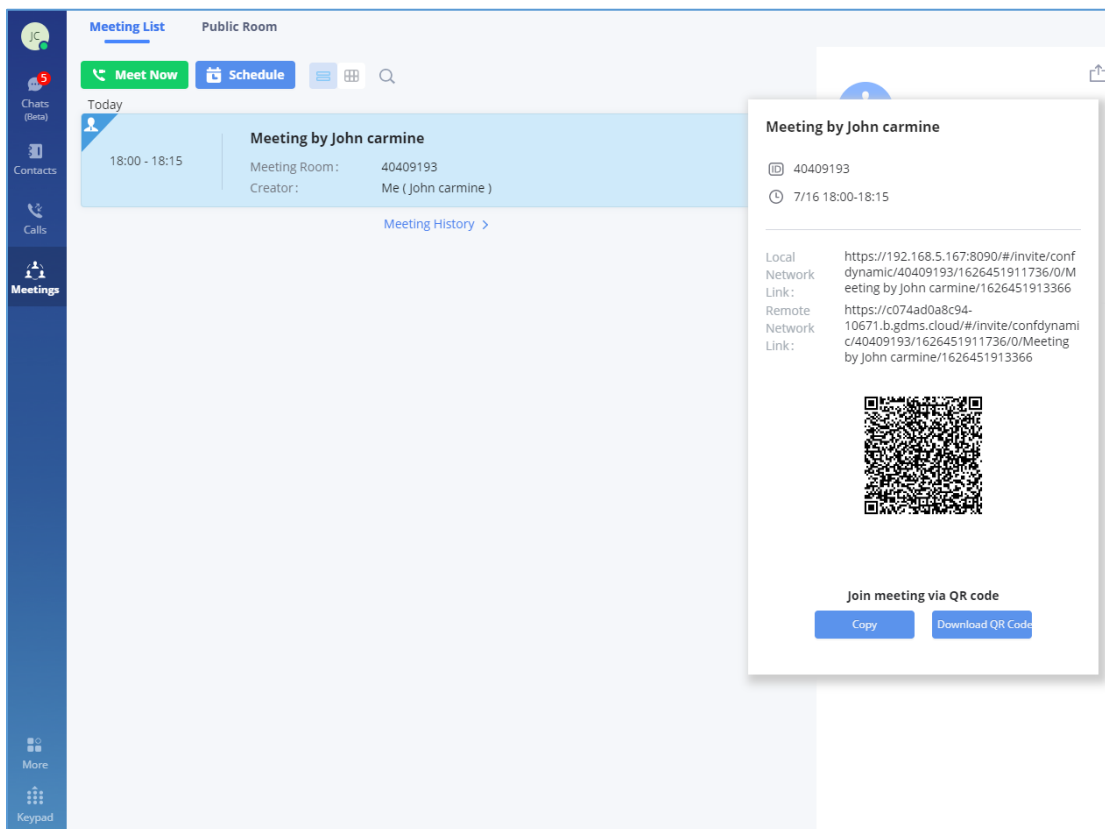 JC
5
Chats
(Beta)
Contacts
Calls
Meetings
More
Keypad
Meeting List
Public Room
Meet Now
Schedule
Today
18:00 - 18:15
Meeting by John carmine
Meeting Room: 40409193
Creator: Me ( John carmine )
Meeting History >
Meeting by John carmine
ID 40409193
7/16 18:00-18:15
Local
Network
Link:
https://192.168.5.167:8090/#/invite/conf
dynamic/40409193/1626451911736/0/M
eeting by John carmine/1626451913366
Remote
Network
Link:
https://c074ad0a8c94-
10671.b.gdms.cloud/#/invite/confdynami
c/40409193/1626451911736/0/Meeting
by John carmine/1626451913366
Join meeting via QR code
Copy
Download QR Code